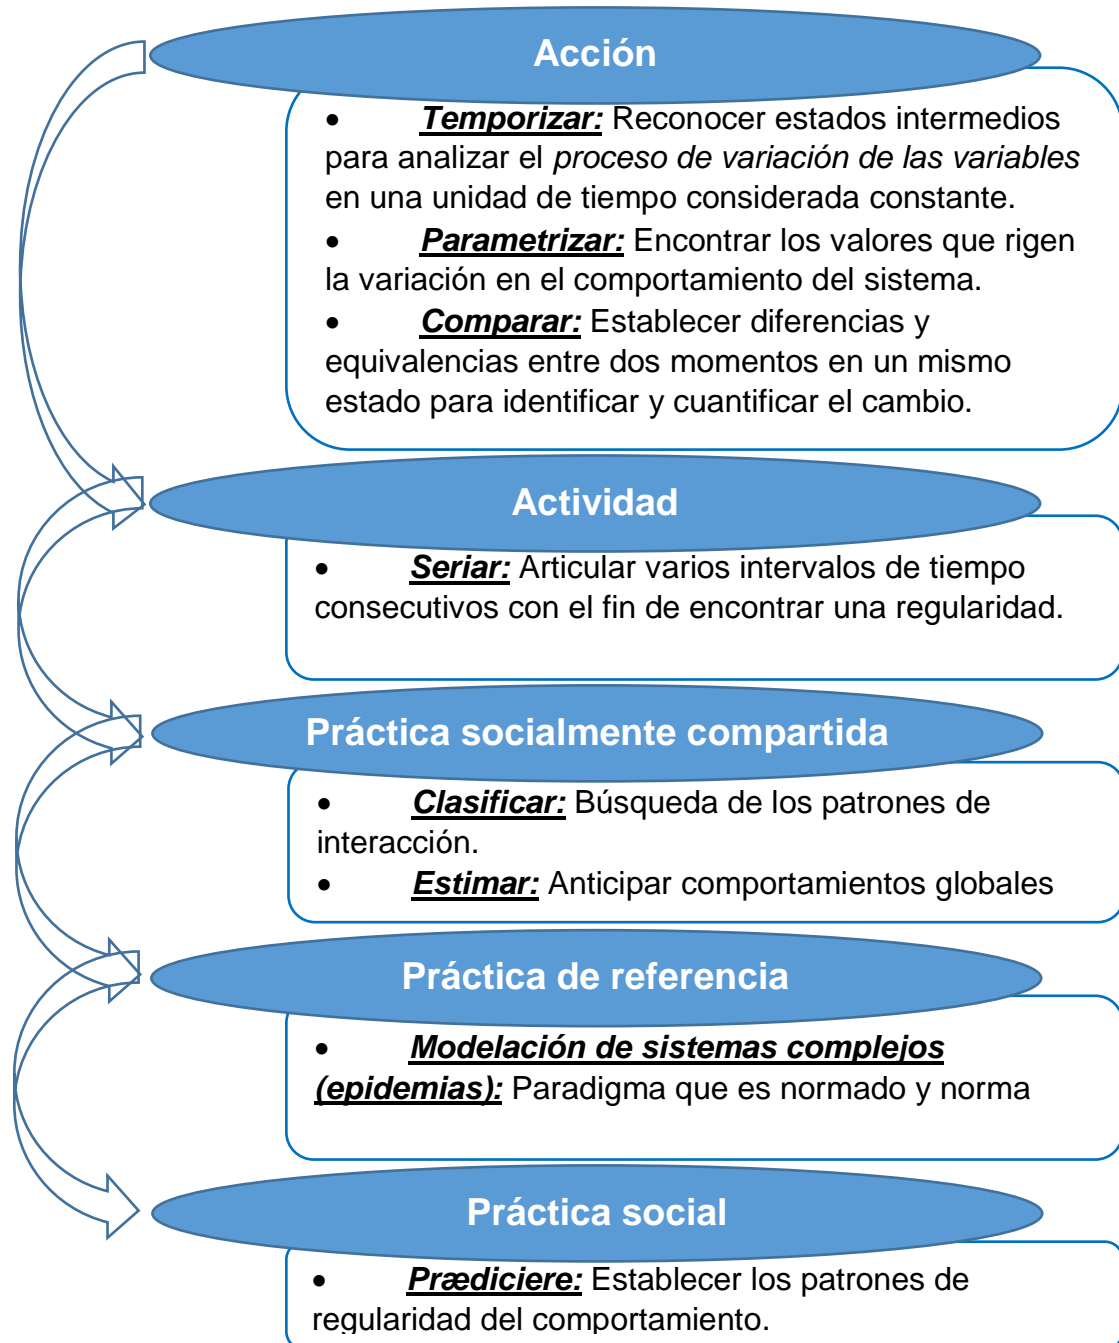 Acción
• Temporizar: Reconocer estados intermedios
para analizar el proceso de variación de las variables
en una unidad de tiempo considerada constante.
• Parametrizar: Encontrar los valores que rigen
la variación en el comportamiento del sistema.
• Comparar: Establecer diferencias y
equivalencias entre dos momentos en un mismo
estado para identificar y cuantificar el cambio.
Actividad
• Seriar: Articular varios intervalos de tiempo
consecutivos con el fin de encontrar una regularidad.
Práctica socialmente compartida
• Clasificar: Búsqueda de los patrones de
interacción.
• Estimar: Anticipar comportamientos globales
Práctica de referencia
• Modelación de sistemas complejos
(epidemias): Paradigma que es normado y norma
Práctica social
• Prædiciere: Establecer los patrones de
regularidad del comportamiento.